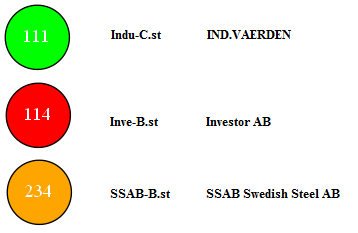 111 Indu-C.st IND.VAERDEN
114 Inve-B.st Investor AB
234 SSAB-B.st SSAB Swedish Steel AB